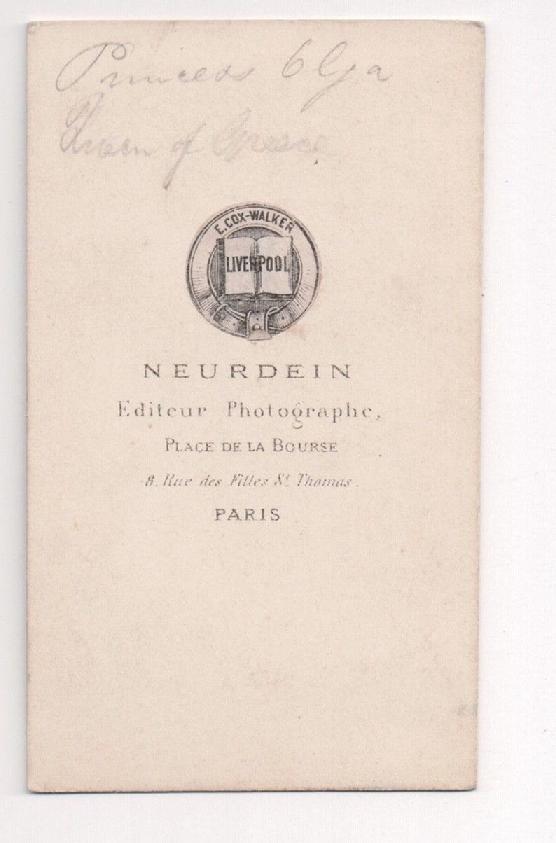 Princess Olga
Queen of Greece
E. COX-WALKER
LIVERPOOL
NEURDEIN
Editeur Photographe,
PLACE DE LA BOURSE
8. Rue des Filles St Thomas.
PARIS